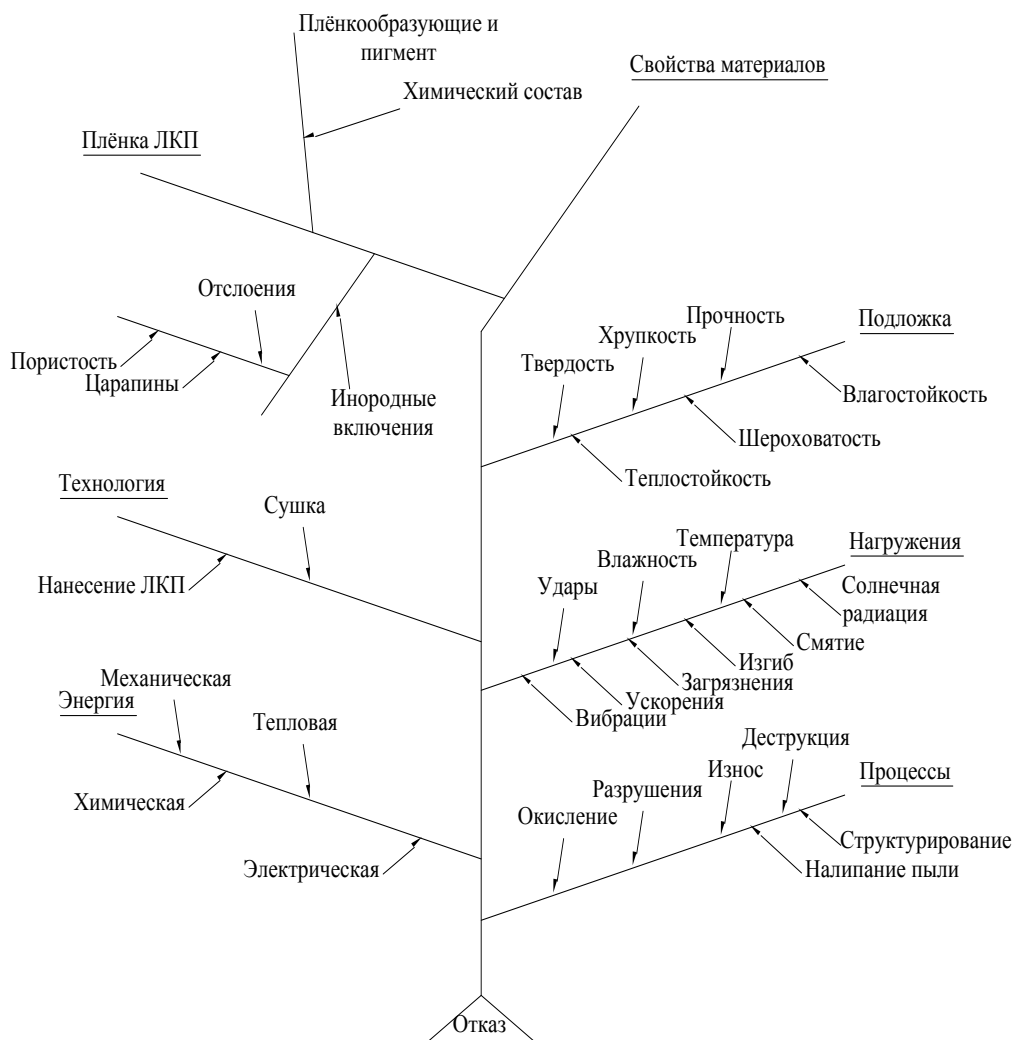 Плёнкообразующие и
пигмент
Свойства материалов
Химический состав
Плёнка ЛКП
Отслоения
Прочность
Подложка
Хрупкость
Твердость
Пористость
Царапины
Влагостойкость
Инородные
включения
Шероховатость
Теплостойкость
Технология
Сушка
Температура
Нагружения
Влажность
Удары
Солнечная
радиация
Нанесение ЛКП
Смятие
Изгиб
Загрязнения
Ускорения
Вибрации
Механическая
Энергия
Тепловая
Деструкция
Износ
Процессы
Разрушения
Окисление
Химическая
Структурирование
Налипание пыли
Электрическая
Отказ